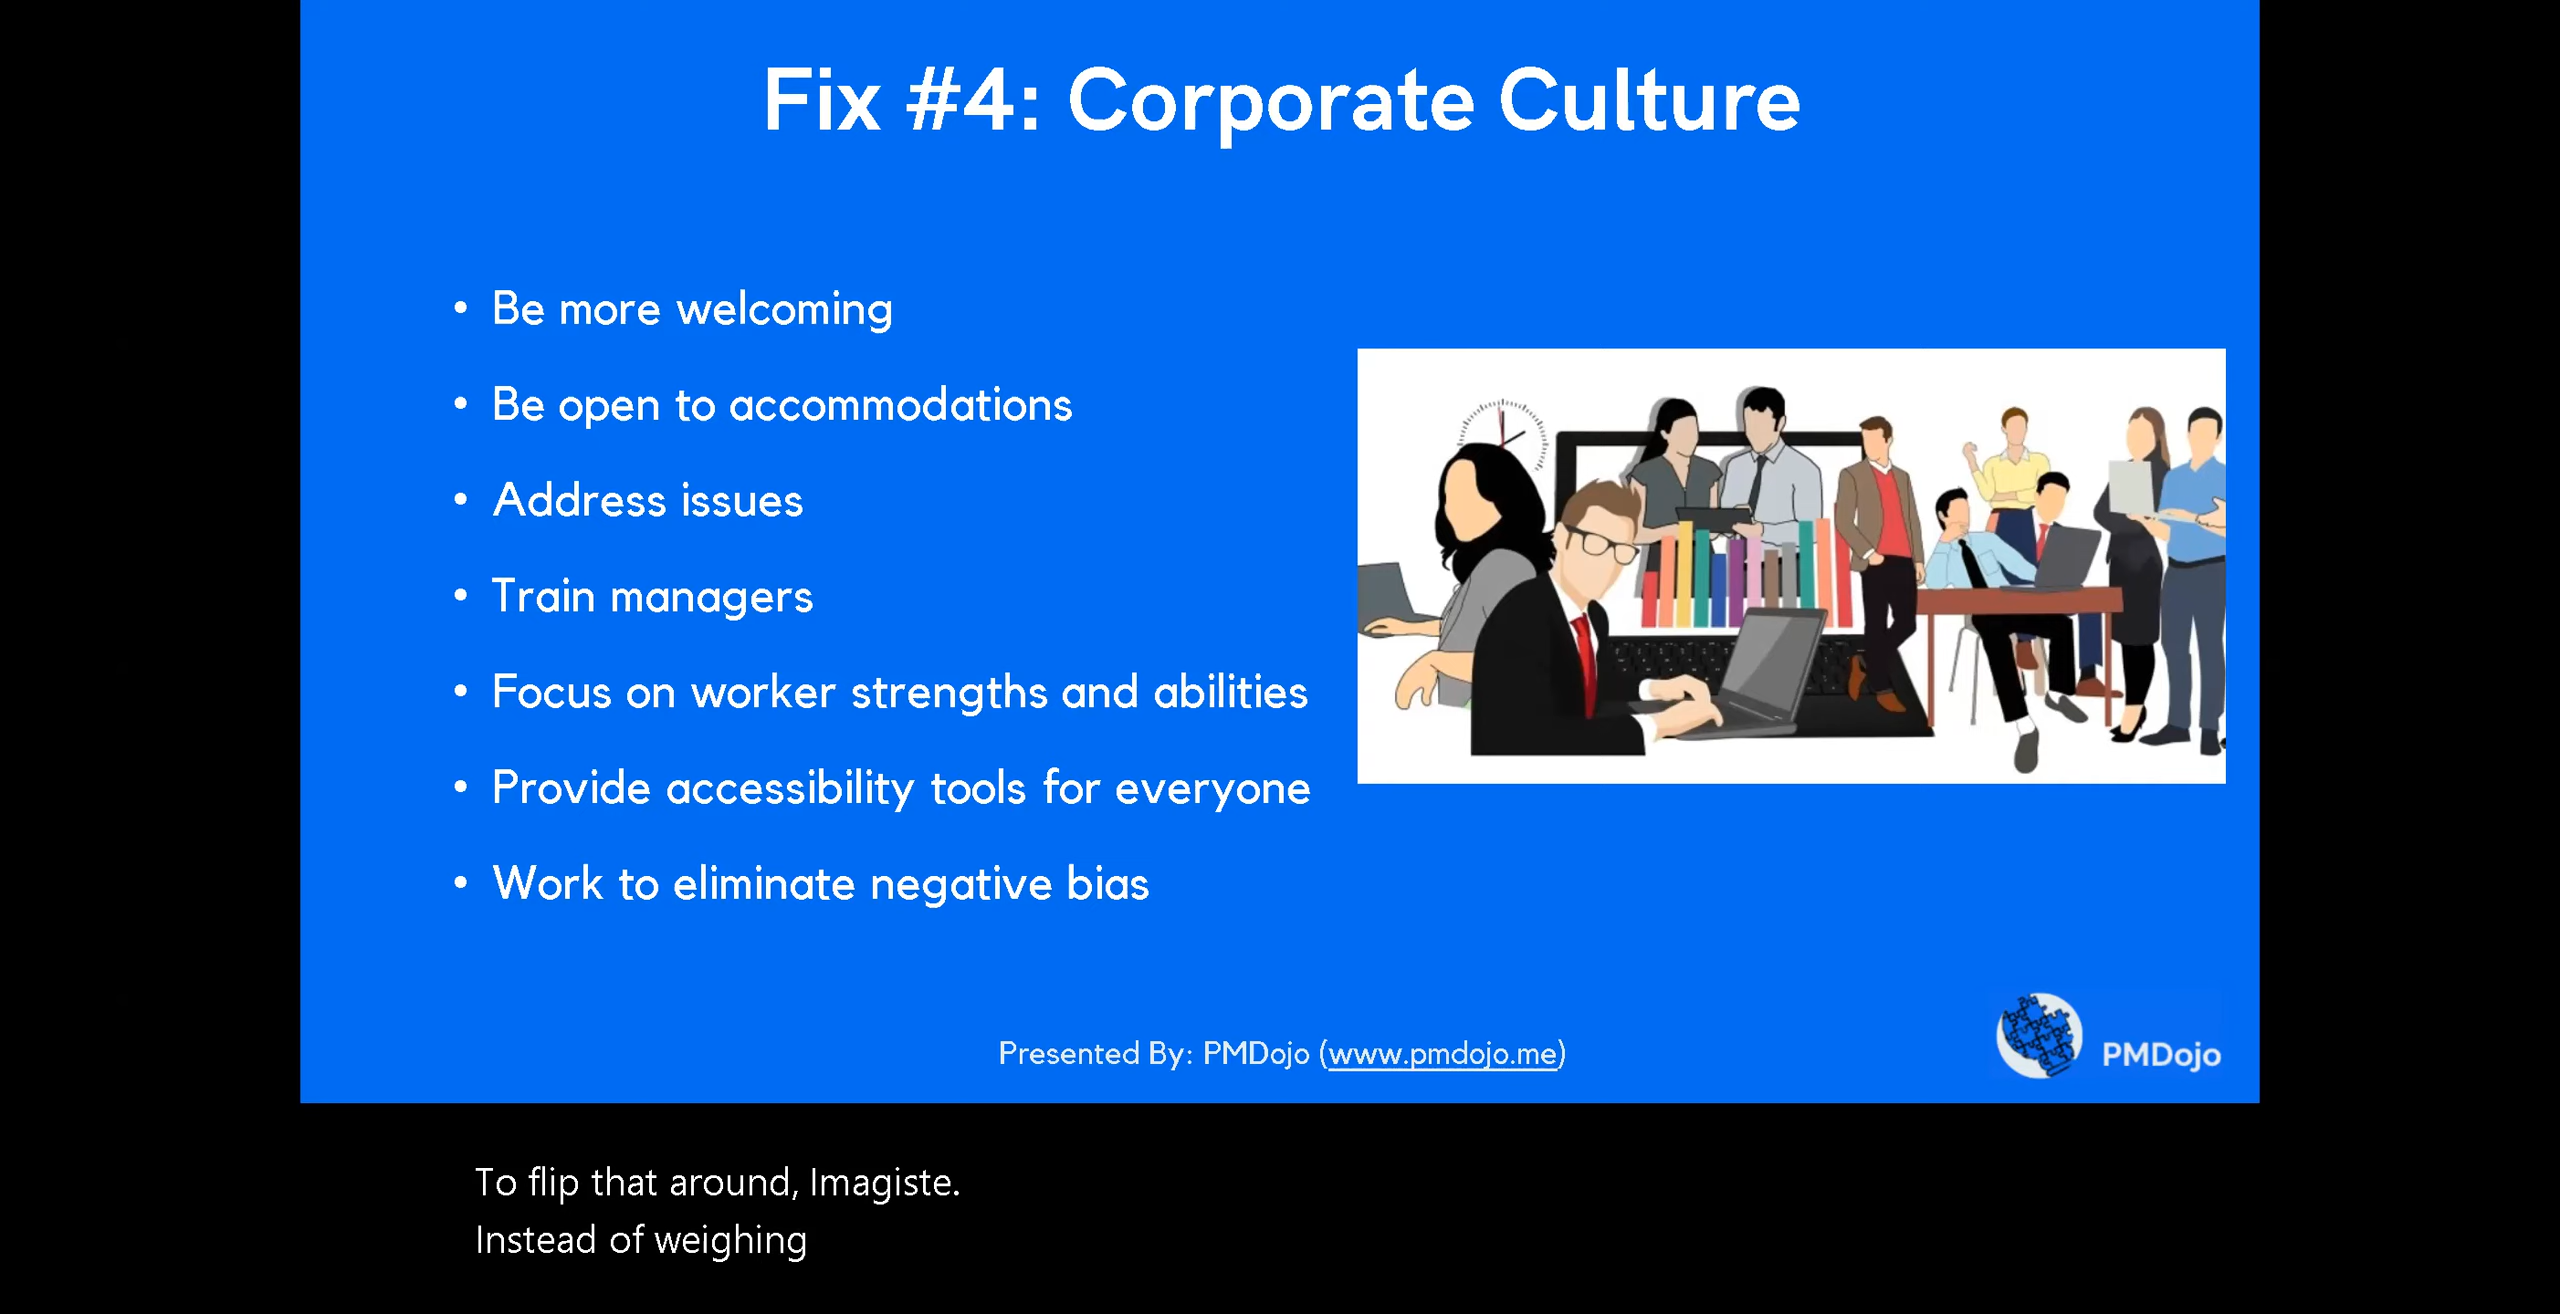 Fix #4: Corporate Culture
• Be more welcoming
• Be open to accommodations
• Address issues
• Train managers
• Focus on worker strengths and abilities
• Provide accessibility tools for everyone
• Work to eliminate negative bias
Presented By: PMDojo (www.pmdojo.me)
PMDojo
To flip that around, Imagiste.
Instead of weighing